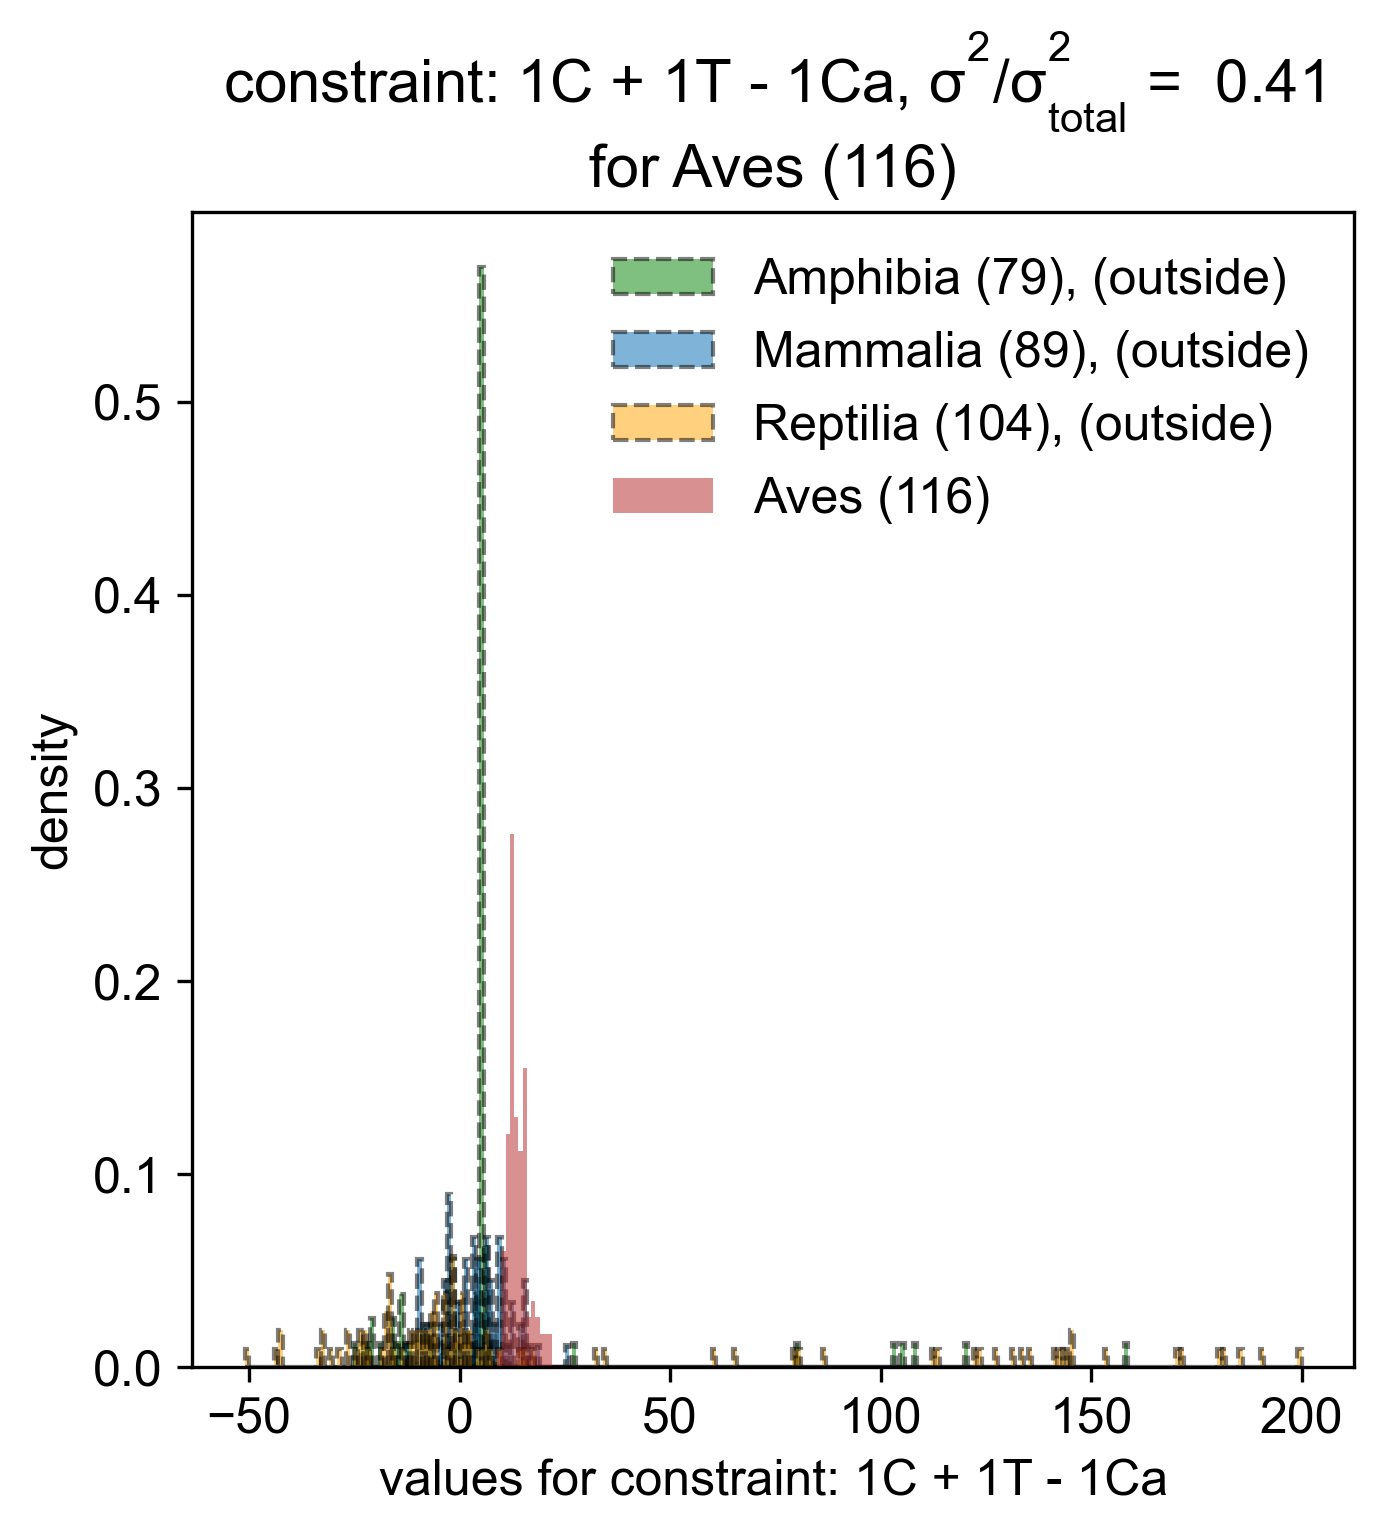 constraint: 1C + 1T - 1Ca, σ²/σ²total = 0.41
for Aves (116)
Amphibia (79), (outside)
Mammalia (89), (outside)
Reptilia (104), (outside)
Aves (116)
density
0.5
0.4
0.3
0.2
0.1
0.0
−50 0 50 100 150 200
values for constraint: 1C + 1T - 1Ca